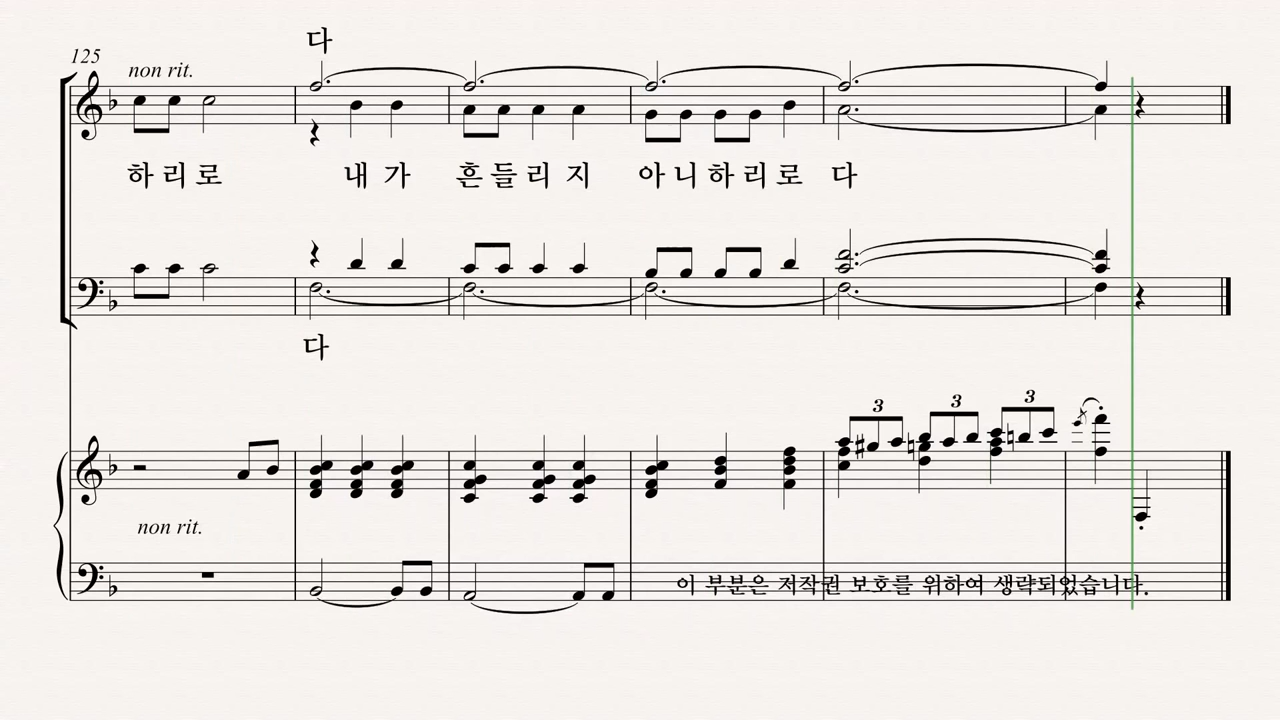 다
125
non rit.
하 리 로 내 가 흔 들 리 지 아 니 하 리 로 다
다
3 3 3
non rit.
이 부분은 저작권 보호를 위하여 생략되었습니다.